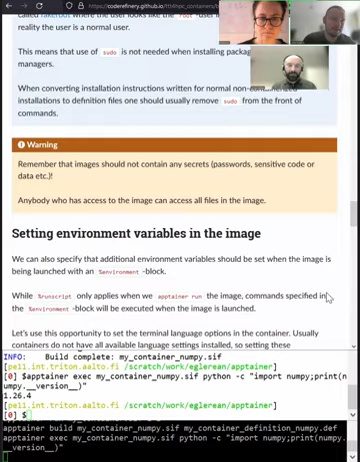 https://coderefinery.github.io/ttt4hpc_containers/
called fakeroot where the user looks like the root -user in
reality the user is a normal user.
This means that use of sudo is not needed when installing
managers.
When converting installation instructions written for normal
installations to definition files one should usually remove sudo from the front of
commands.
Warning
Remember that images should not contain any secrets (passwords, sensitive code or
data etc.)!
Anybody who has access to the image can access all files in the image.
Setting environment variables in the image
We can also specify that additional environment variables should be set when the image is
being launched with an %environment -block.
While %runscript only applies when we apptainer run the image, commands specified in
the %environment -block will be executed when the image is launched.
Let's use this opportunity to set the terminal language options in the container. Usually
containers do not have all available language settings installed, so setting these
INFO: Build complete: my_container_numpy.sif
[pe11.int.triton.aalto.fi /scratch/work/eglerean/apptainer]
[0] $apptainer exec my_container_numpy.sif python -c "import numpy;print(n
umpy.__version__)"
1.26.4
[pe11.int.triton.aalto.fi /scratch/work/eglerean/apptainer]
[0] $
apptainer build my_container_numpy.sif my_container_definition_numpy.def
apptainer exec my_container_numpy.sif python -c "import numpy;print(numpy.
__version__)"